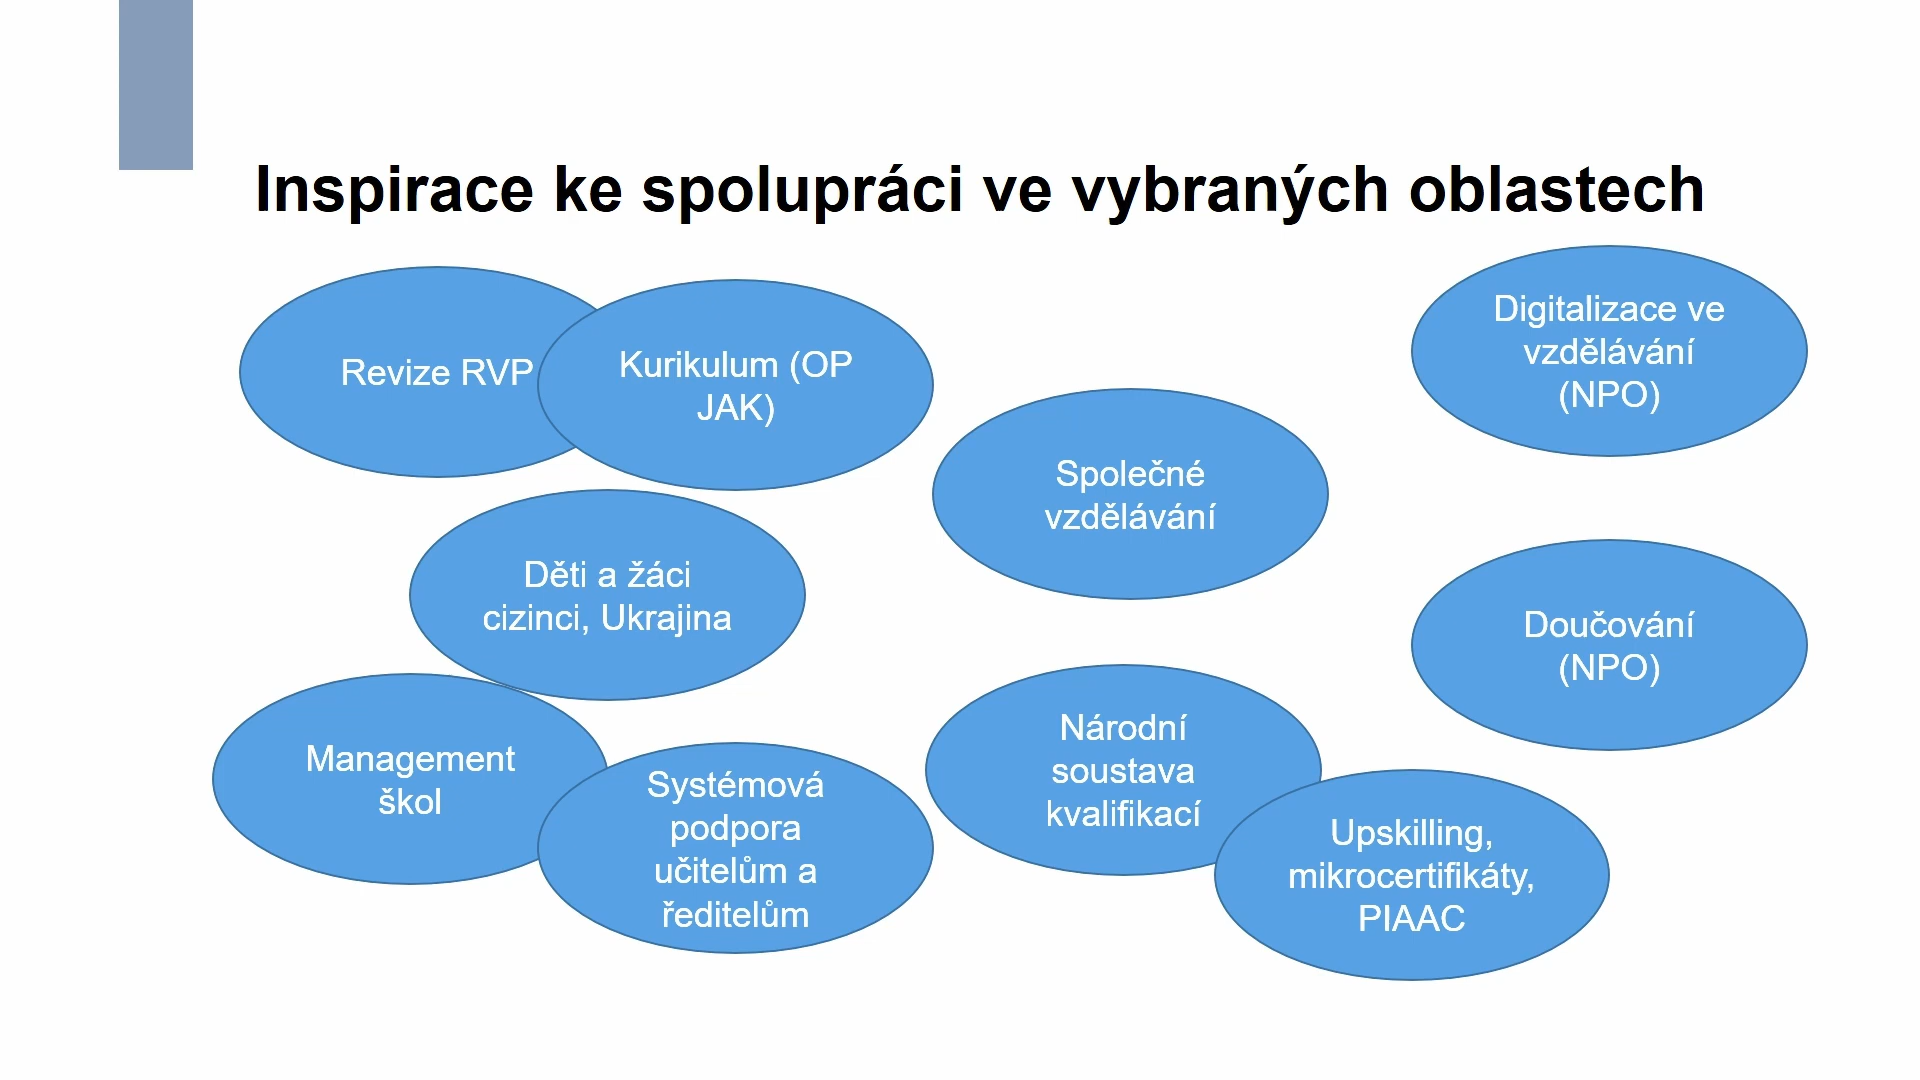 Inspirace ke spolupráci ve vybraných oblastech
Revize RVP
Kurikulum (OP
JAK)
Digitalizace ve
vzdělávání
(NPO)
Společné
vzdělávání
Děti a žáci
cizinci, Ukrajina
Doučování
(NPO)
Management
škol
Systémová
podpora
učitelům a
ředitelům
Národní
soustava
kvalifikací
Upskilling,
mikrocertifikáty,
PIAAC